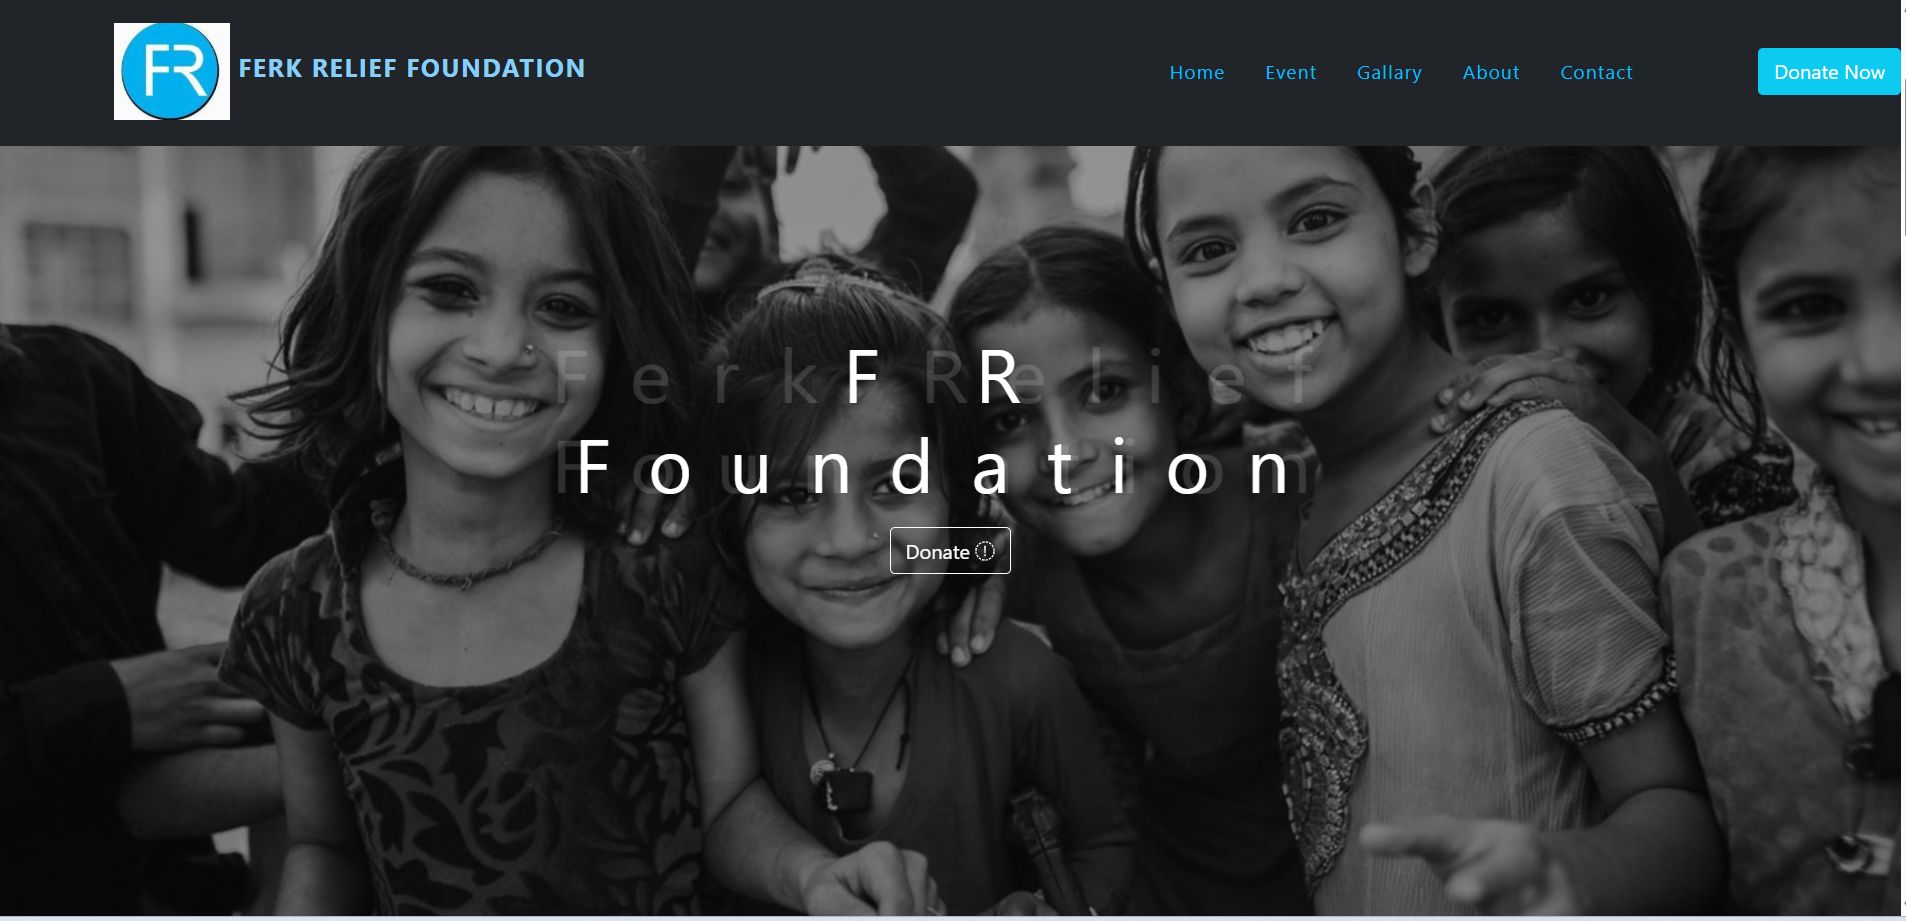 FR
FERK RELIEF FOUNDATION
Home
Event
Gallary
About
Contact
Donate Now
Ferk Relief
F R
Foundation
Donate